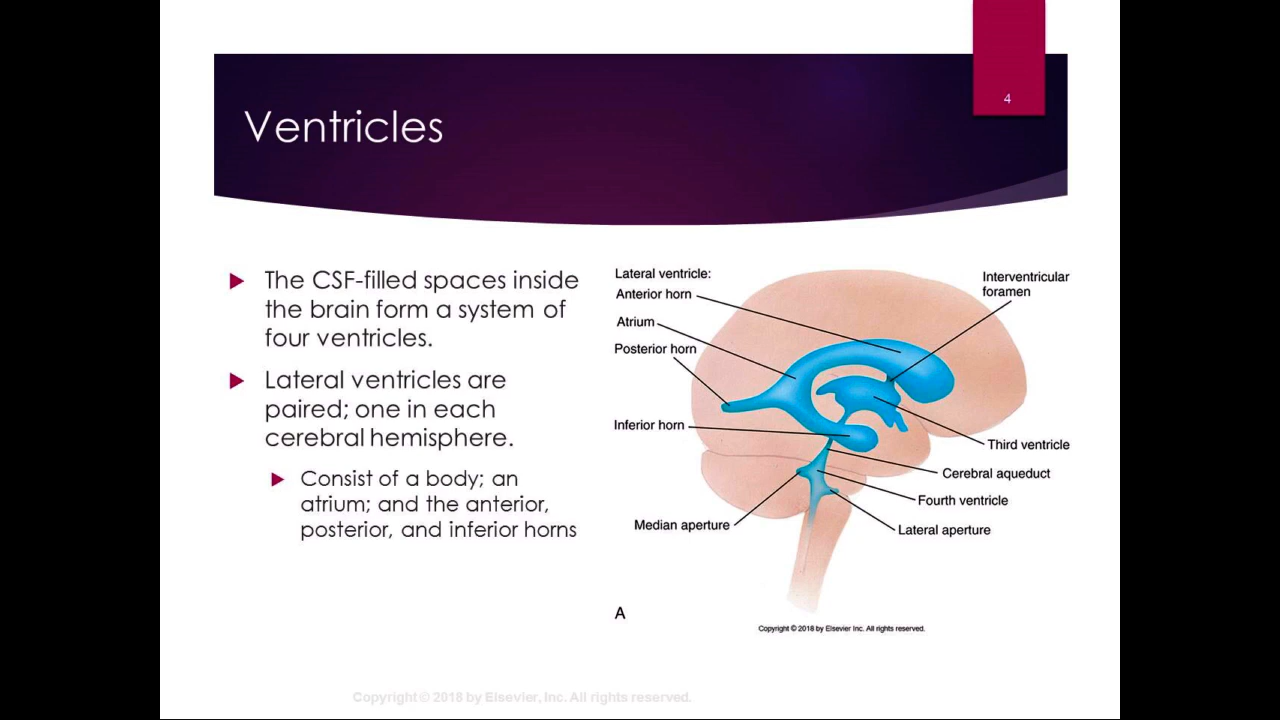 4
Ventricles
The CSF-filled spaces inside
the brain form a system of
four ventricles.
Lateral ventricles are
paired; one in each
cerebral hemisphere.
Consist of a body; an
atrium; and the anterior,
posterior, and inferior horns
Lateral ventricle:
Anterior horn
Atrium
Posterior horn
Inferior horn
Median aperture
Interventricular
foramen
Third ventricle
Cerebral aqueduct
Fourth ventricle
Lateral aperture
A
Copyright © 2018 by Elsevier Inc. All rights reserved.
Copyright © 2018 by Elsevier, Inc. All rights reserved.